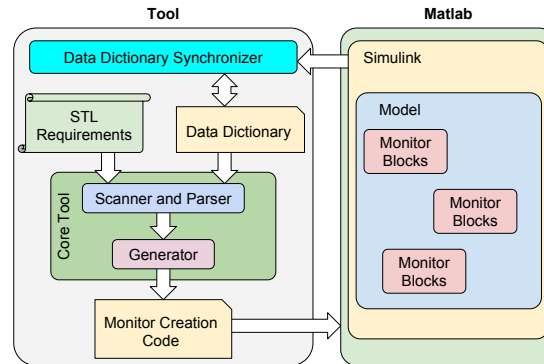 Tool
Data Dictionary Synchronizer
STL
Requirements
Data Dictionary
Core Tool
Scanner and Parser
Generator
Monitor Creation
Code
Matlab
Simulink
Model
Monitor
Blocks
Monitor
Blocks
Monitor
Blocks